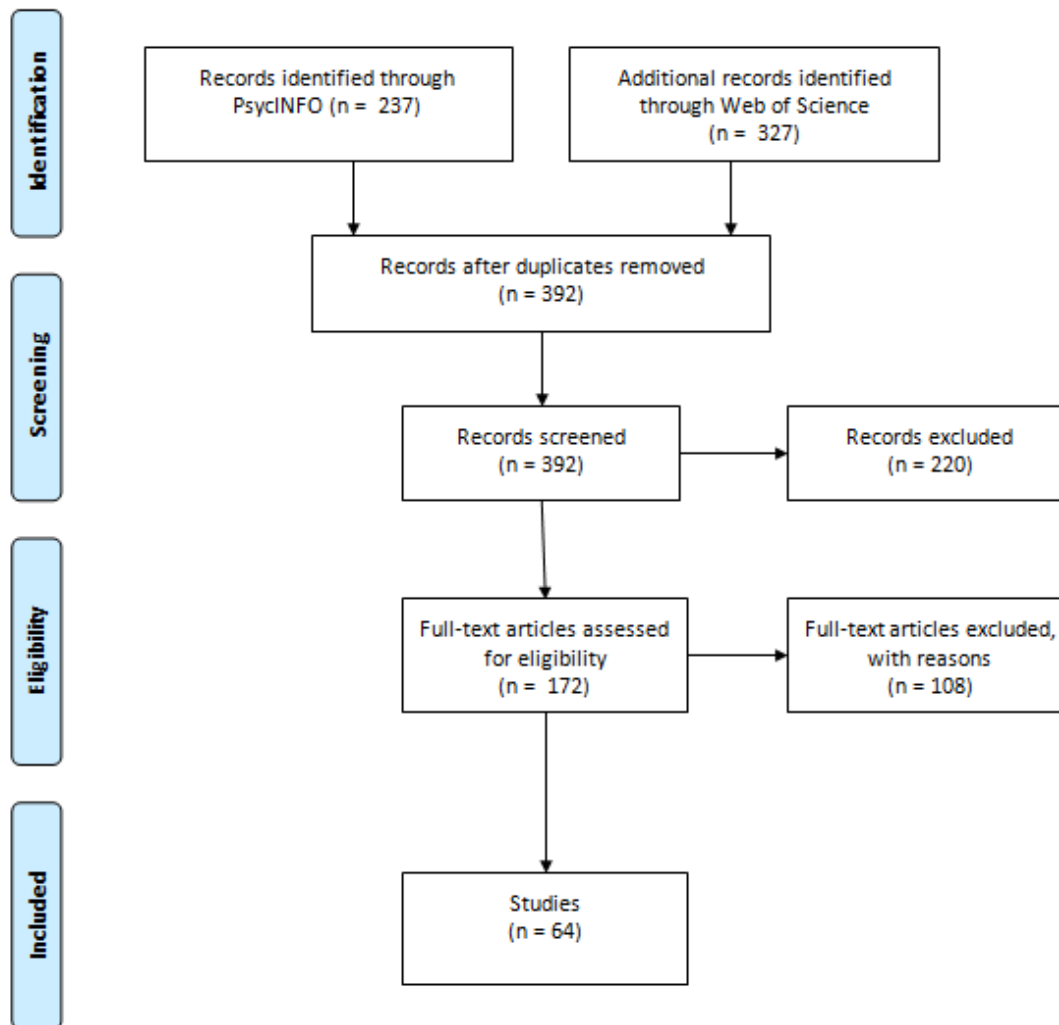 Identification
Records identified through
PsycINFO (n = 237)
Additional records identified
through Web of Science
(n = 327)
Records after duplicates removed
(n = 392)
Screening
Records screened
(n = 392)
Records excluded
(n = 220)
Eligibility
Full-text articles assessed
for eligibility
(n = 172)
Full-text articles excluded,
with reasons
(n = 108)
Included
Studies
(n = 64)